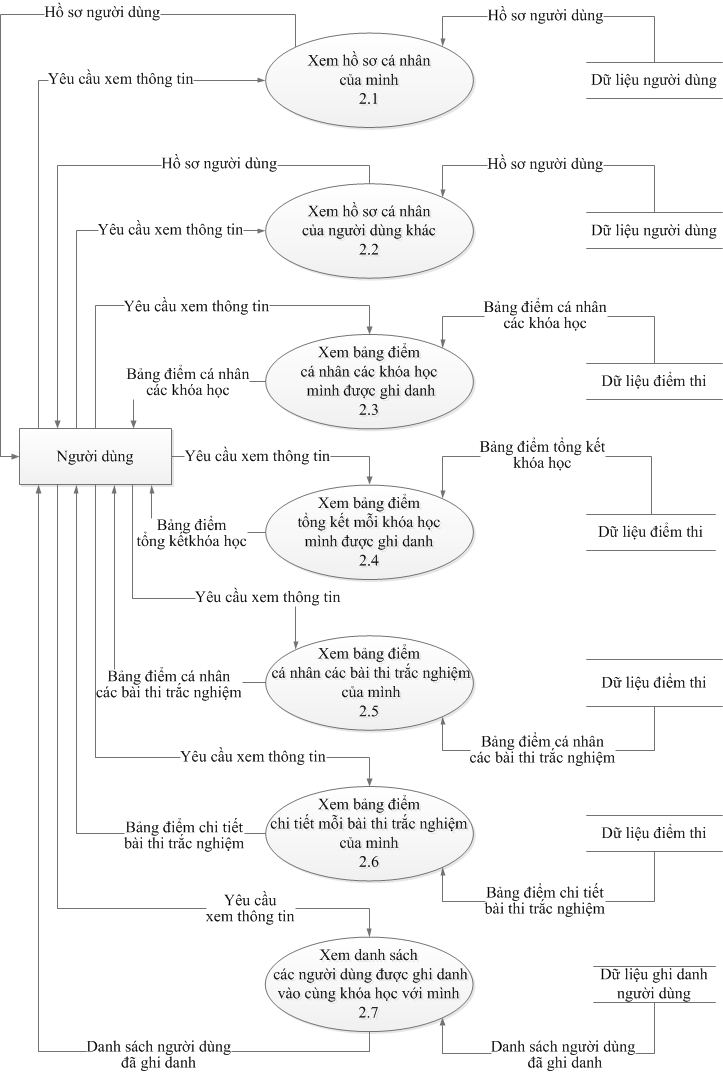 Hồ sơ người dùng
Hồ sơ người dùng
Xem hồ sơ cá nhân
của mình
2.1
Yêu cầu xem thông tin
Dữ liệu người dùng
Hồ sơ người dùng
Hồ sơ người dùng
Xem hồ sơ cá nhân
của người dùng khác
2.2
Yêu cầu xem thông tin
Dữ liệu người dùng
Yêu cầu xem thông tin
Bảng điểm cá nhân
các khóa học
Xem bảng điểm
cá nhân các khóa học
mình được ghi danh
2.3
Bảng điểm cá nhân
các khóa học
Dữ liệu điểm thi
Người dùng
Yêu cầu xem thông tin
Bảng điểm tổng kết
khóa học
Xem bảng điểm
tổng kết mỗi khóa học
mình được ghi danh
2.4
Bảng điểm
tổng kếtkhóa học
Dữ liệu điểm thi
Yêu cầu xem thông tin
Xem bảng điểm
cá nhân các bài thi trắc nghiệm
của mình
2.5
Bảng điểm cá nhân
các bài thi trắc nghiệm
Dữ liệu điểm thi
Bảng điểm cá nhân
các bài thi trắc nghiệm
Yêu cầu xem thông tin
Xem bảng điểm
chi tiết mỗi bài thi trắc nghiệm
của mình
2.6
Bảng điểm chi tiết
bài thi trắc nghiệm
Dữ liệu điểm thi
Bảng điểm chi tiết
bài thi trắc nghiệm
Yêu cầu
xem thông tin
Xem danh sách
các người dùng được ghi danh
vào cùng khóa học với mình
2.7
Dữ liệu ghi danh
người dùng
Danh sách người dùng
đã ghi danh
Danh sách người dùng
đã ghi danh